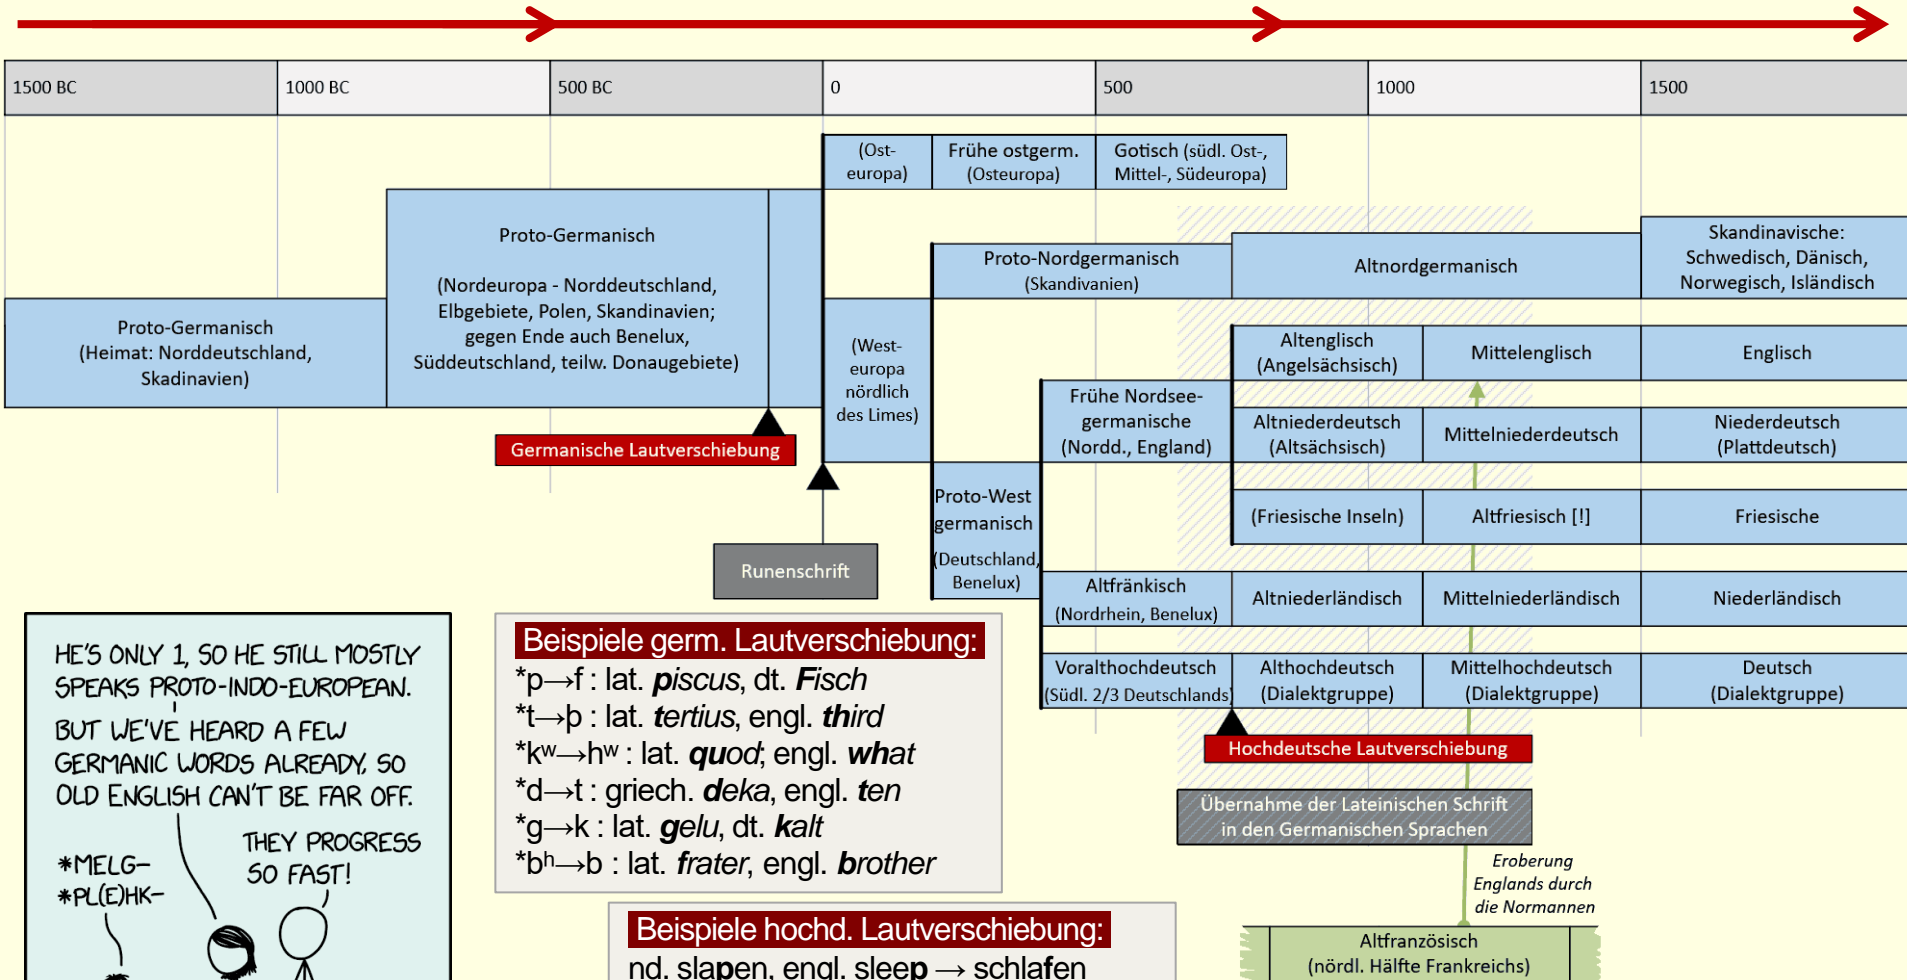 1500 BC
1000 BC
500 BC
0
500
1000
1500
(Ost-
europa)
Frühe ostgerm.
(Osteuropa)
Gotisch (südl. Ost-,
Mittel-, Südeuropa)
Proto-Germanisch
(Nordeuropa - Norddeutschland,
Elbgebiete, Polen, Skandinavien;
gegen Ende auch Benelux,
Süddeutschland, teilw. Donaugebiete)
Proto-Germanisch
(Heimat: Norddeutschland,
Skadinavien)
Proto-Nordgermanisch
(Skandivanien)
Altnordgermanisch
Skandinavische:
Schwedisch, Dänisch,
Norwegisch, Isländisch
(West-
europa
nördlich
des Limes)
Altenglisch
(Angelsächsisch)
Mittelenglisch
Englisch
Frühe Nordsee-
germanische
(Nordd., England)
Altniederdeutsch
(Altsächsisch)
Mittelniederdeutsch
Niederdeutsch
(Plattdeutsch)
Germanische Lautverschiebung
Proto-West
germanisch
(Deutschland,
Benelux)
(Friesische Inseln)
Altfriesisch [!]
Friesische
Runenschrift
Altfränkisch
(Nordrhein, Benelux)
Altniederländisch
Mittelniederländisch
Niederländisch
Voralthochdeutsch
(Südl. 2/3 Deutschlands)
Althochdeutsch
(Dialektgruppe)
Mittelhochdeutsch
(Dialektgruppe)
Deutsch
(Dialektgruppe)
Hochdeutsche Lautverschiebung
Übernahme der Lateinischen Schrift
in den Germanischen Sprachen
Eroberung
Englands durch
die Normannen
Altfranzösisch
(nördl. Hälfte Frankreichs)
HE'S ONLY 1, SO HE STILL MOSTLY
SPEAKS PROTO-INDO-EUROPEAN.
BUT WE'VE HEARD A FEW
GERMANIC WORDS ALREADY, SO
OLD ENGLISH CAN'T BE FAR OFF.
THEY PROGRESS
SO FAST!
*MELG-
*PL(E)HK-
Beispiele germ. Lautverschiebung:
*p→f : lat. piscus, dt. Fisch
*t→þ : lat. tertius, engl. third
*kʷ→hʷ : lat. quod; engl. what
*d→t : griech. deka, engl. ten
*g→k : lat. gelu, dt. kalt
*bʰ→b : lat. frater, engl. brother
Beispiele hochd. Lautverschiebung:
nd. slapen, engl. sleep → schlafen